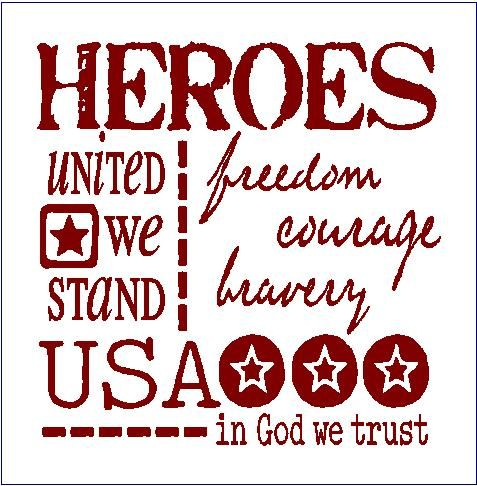 HEROES
UNiTED
We
STaND
freedom
courage
bravery
USA
in God we trust